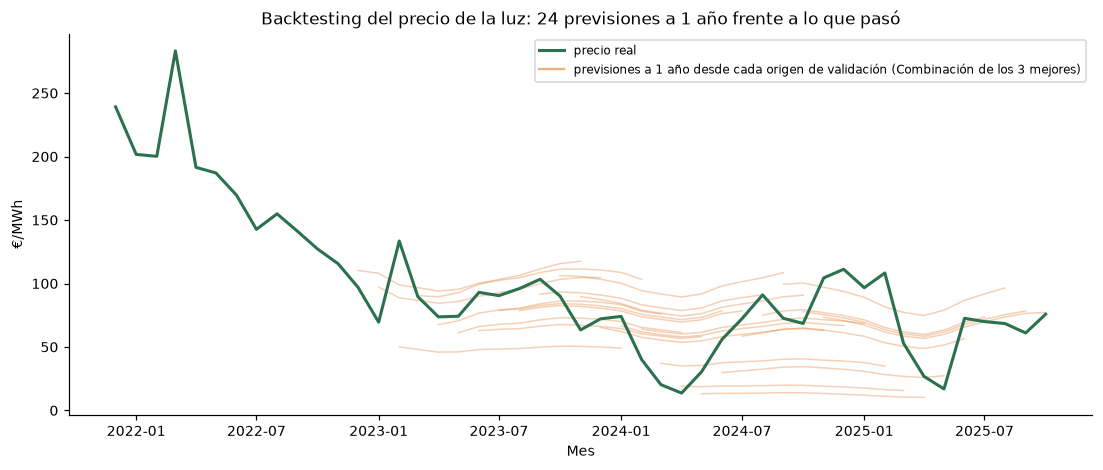 Backtesting del precio de la luz: 24 previsiones a 1 año frente a lo que pasó
precio real
previsiones a 1 año desde cada origen de validación (Combinación de los 3 mejores)
€/MWh
250
200
150
100
50
0
2022-01 2022-07 2023-01 2023-07 2024-01 2024-07 2025-01 2025-07
Mes